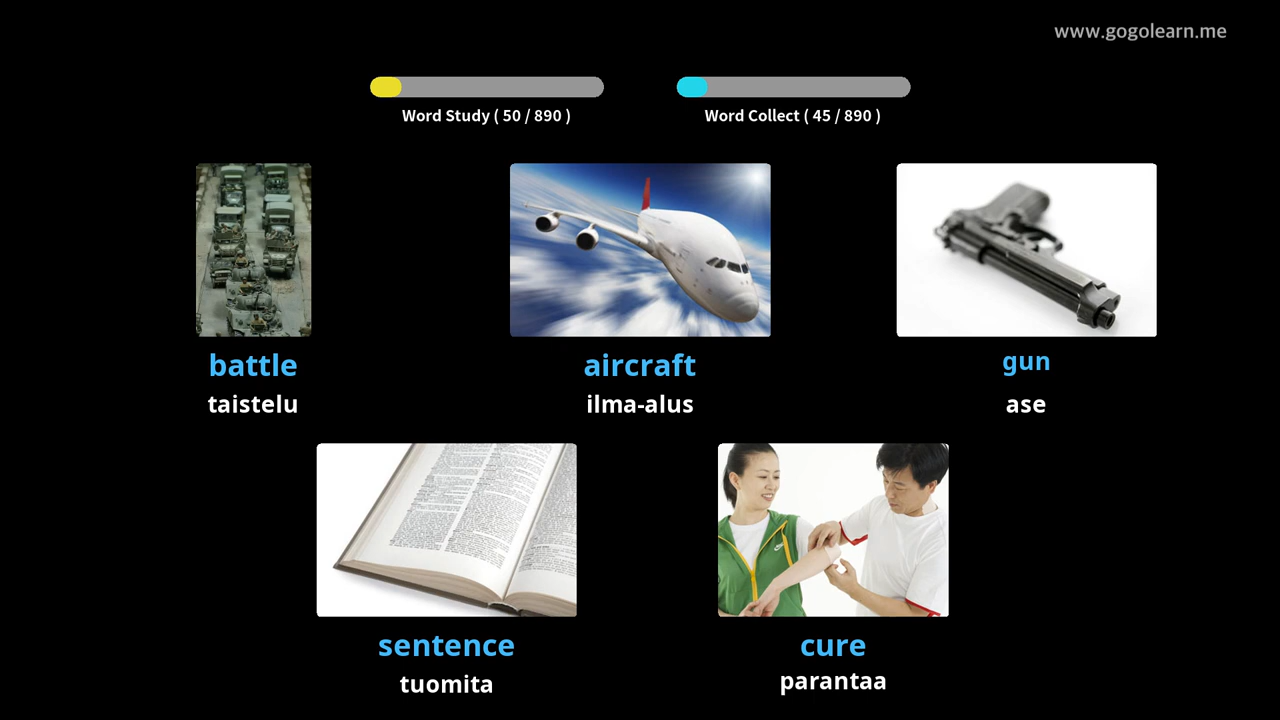 www.gogolearn.me
Word Study ( 50 / 890 )
Word Collect ( 45 / 890 )
battle
taistelu
aircraft
ilma-alus
gun
ase
sentence
tuomita
cure
parantaa